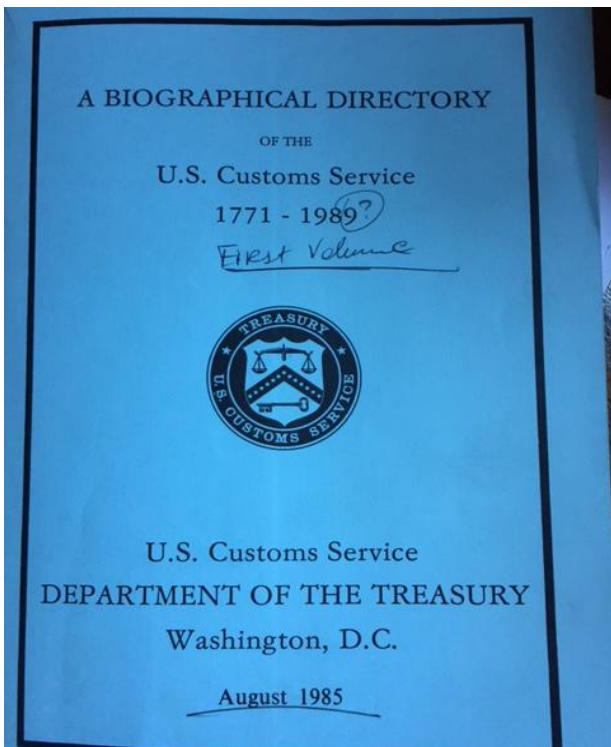 A BIOGRAPHICAL DIRECTORY
OF THE
U.S. Customs Service
1771 - 1989 ?
First Volume
TREASURY
U.S. CUSTOMS SERVICE
U.S. Customs Service
DEPARTMENT OF THE TREASURY
Washington, D.C.
August 1985